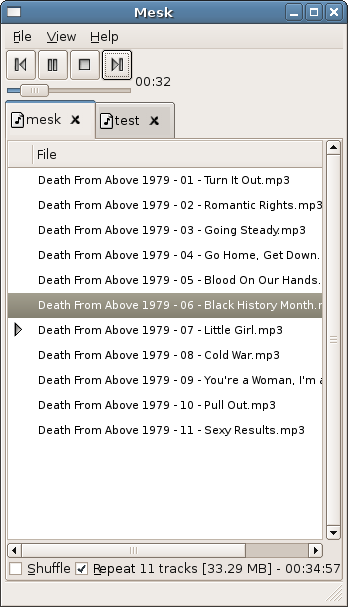 Mesk
File View Help
00:32
mesk x test x
File
Death From Above 1979 - 01 - Turn It Out.mp3
Death From Above 1979 - 02 - Romantic Rights.mp3
Death From Above 1979 - 03 - Going Steady.mp3
Death From Above 1979 - 04 - Go Home, Get Down.
Death From Above 1979 - 05 - Blood On Our Hands.
Death From Above 1979 - 06 - Black History Month.r
Death From Above 1979 - 07 - Little Girl.mp3
Death From Above 1979 - 08 - Cold War.mp3
Death From Above 1979 - 09 - You're a Woman, I'm a
Death From Above 1979 - 10 - Pull Out.mp3
Death From Above 1979 - 11 - Sexy Results.mp3
Shuffle Repeat 11 tracks [33.29 MB] - 00:34:57